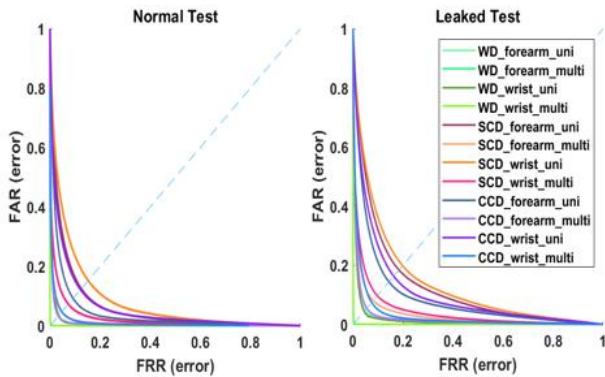 Normal Test
FAR (error)
1
0.8
0.6
0.4
0.2
0
0 0.2 0.4 0.6 0.8 1
FRR (error)
Leaked Test
FAR (error)
1
0.8
0.6
0.4
0.2
0
0 0.2 0.4 0.6 0.8 1
FRR (error)
WD_forearm_uni
WD_forearm_multi
WD_wrist_uni
WD_wrist_multi
SCD_forearm_uni
SCD_forearm_multi
SCD_wrist_uni
SCD_wrist_multi
CCD_forearm_uni
CCD_forearm_multi
CCD_wrist_uni
CCD_wrist_multi